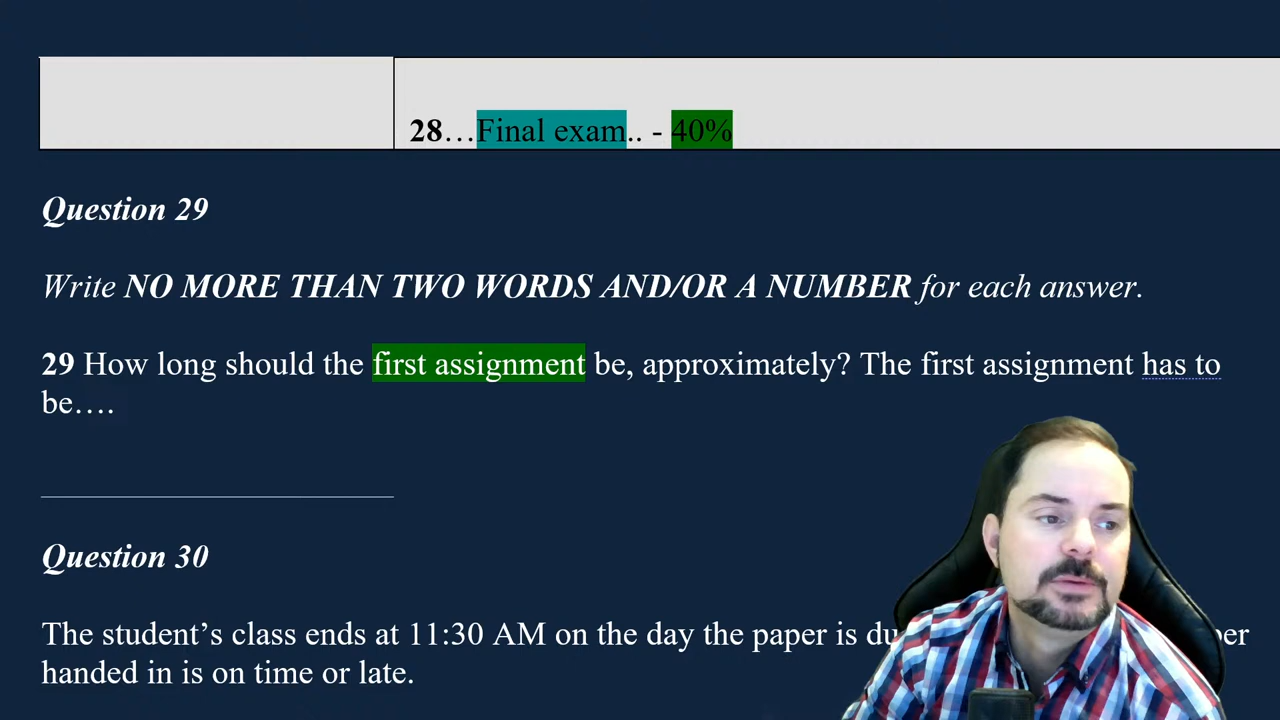 28…Final exam.. - 40%
Question 29
Write NO MORE THAN TWO WORDS AND/OR A NUMBER for each answer.
29 How long should the first assignment be, approximately? The first assignment has to
be….
Question 30
The student’s class ends at 11:30 AM on the day the paper is
handed in is on time or late.